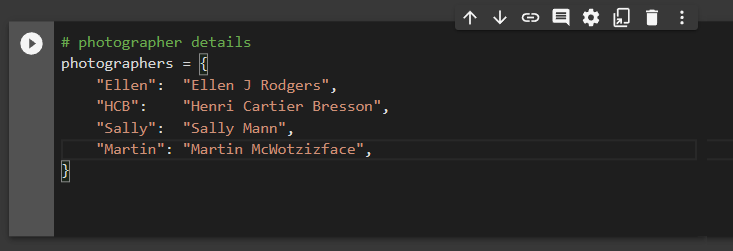 # photographer details
photographers = {
    "Ellen":  "Ellen J Rodgers",
    "HCB":    "Henri Cartier Bresson",
    "Sally":  "Sally Mann",
    "Martin": "Martin McWotzizface",
}